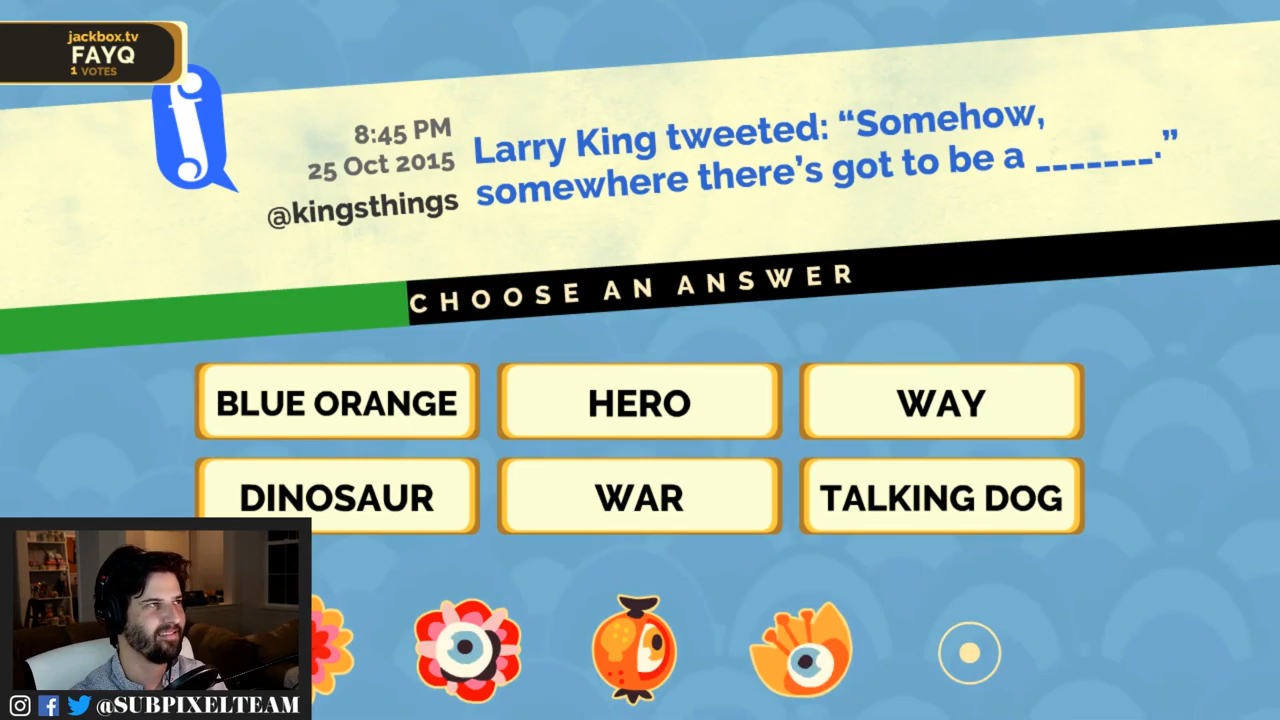 jackbox.tv
FAYQ
1 VOTES
8:45 PM
25 Oct 2015
@kingsthings
Larry King tweeted: “Somehow,
somewhere there’s got to be a _______.”
CHOOSE AN ANSWER
BLUE ORANGE
HERO
WAY
DINOSAUR
WAR
TALKING DOG
@SUBPIXELTEAM